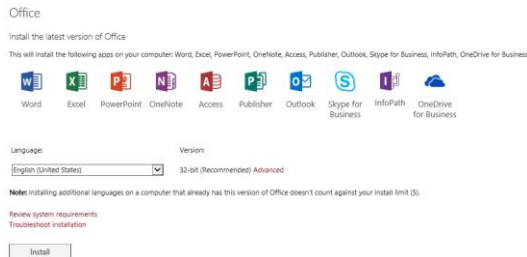 Office
Install the latest version of Office
This will install the following apps on your computer: Word, Excel, PowerPoint, OneNote, Access, Publisher, Outlook, Skype for Business, InfoPath, OneDrive for Business
Word Excel PowerPoint OneNote Access Publisher Outlook Skype for Business InfoPath OneDrive for Business
Language: Version:
English (United States) 32-bit (Recommended) Advanced
Note: Installing additional languages on a computer that already has this version of Office doesn't count against your install limit (5).
Review system requirements
Troubleshoot installation
Install